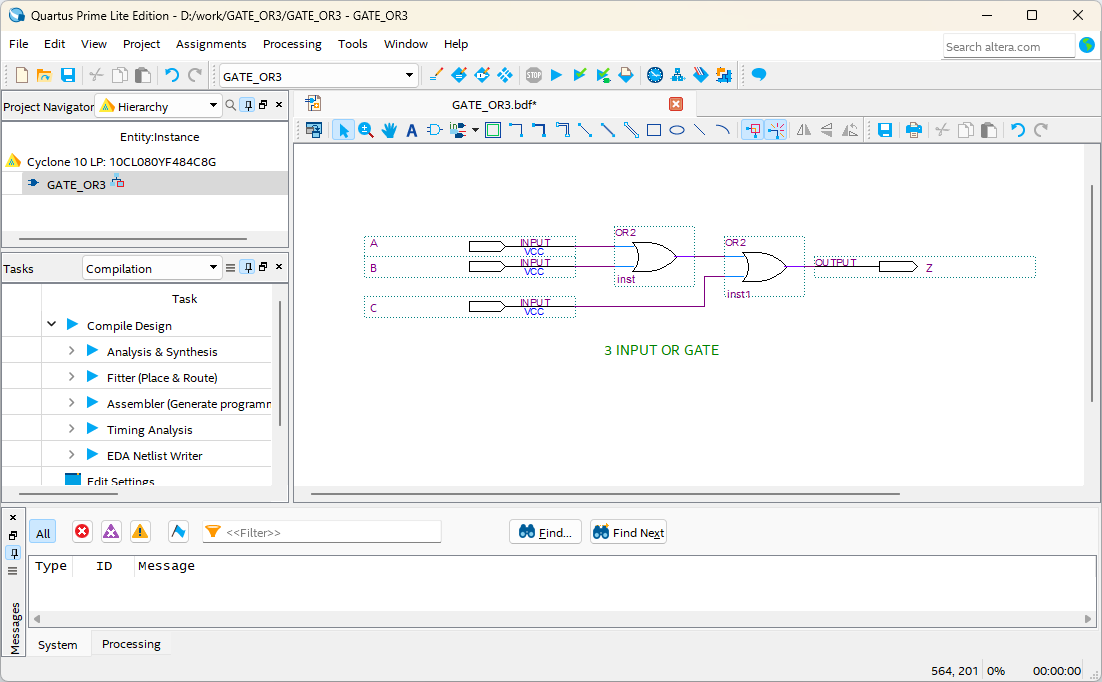 Quartus Prime Lite Edition - D:/work/GATE_OR3/GATE_OR3 - GATE_OR3
File Edit View Project Assignments Processing Tools Window Help
Search altera.com
GATE_OR3
STOP
Project Navigator Hierarchy
GATE_OR3.bdf*
Entity:Instance
Cyclone 10 LP: 10CL080YF484C8G
GATE_OR3
Tasks Compilation
Task
Compile Design
Analysis & Synthesis
Fitter (Place & Route)
Assembler (Generate programm
Timing Analysis
EDA Netlist Writer
Edit Settings
OR2
A INPUT
VCC
OR2
B INPUT
VCC
OUTPUT Z
inst
inst1
C INPUT
VCC
3 INPUT OR GATE
All <<Filter>> Find... Find Next
Type ID Message
Messages
System Processing
564, 201 0% 00:00:00